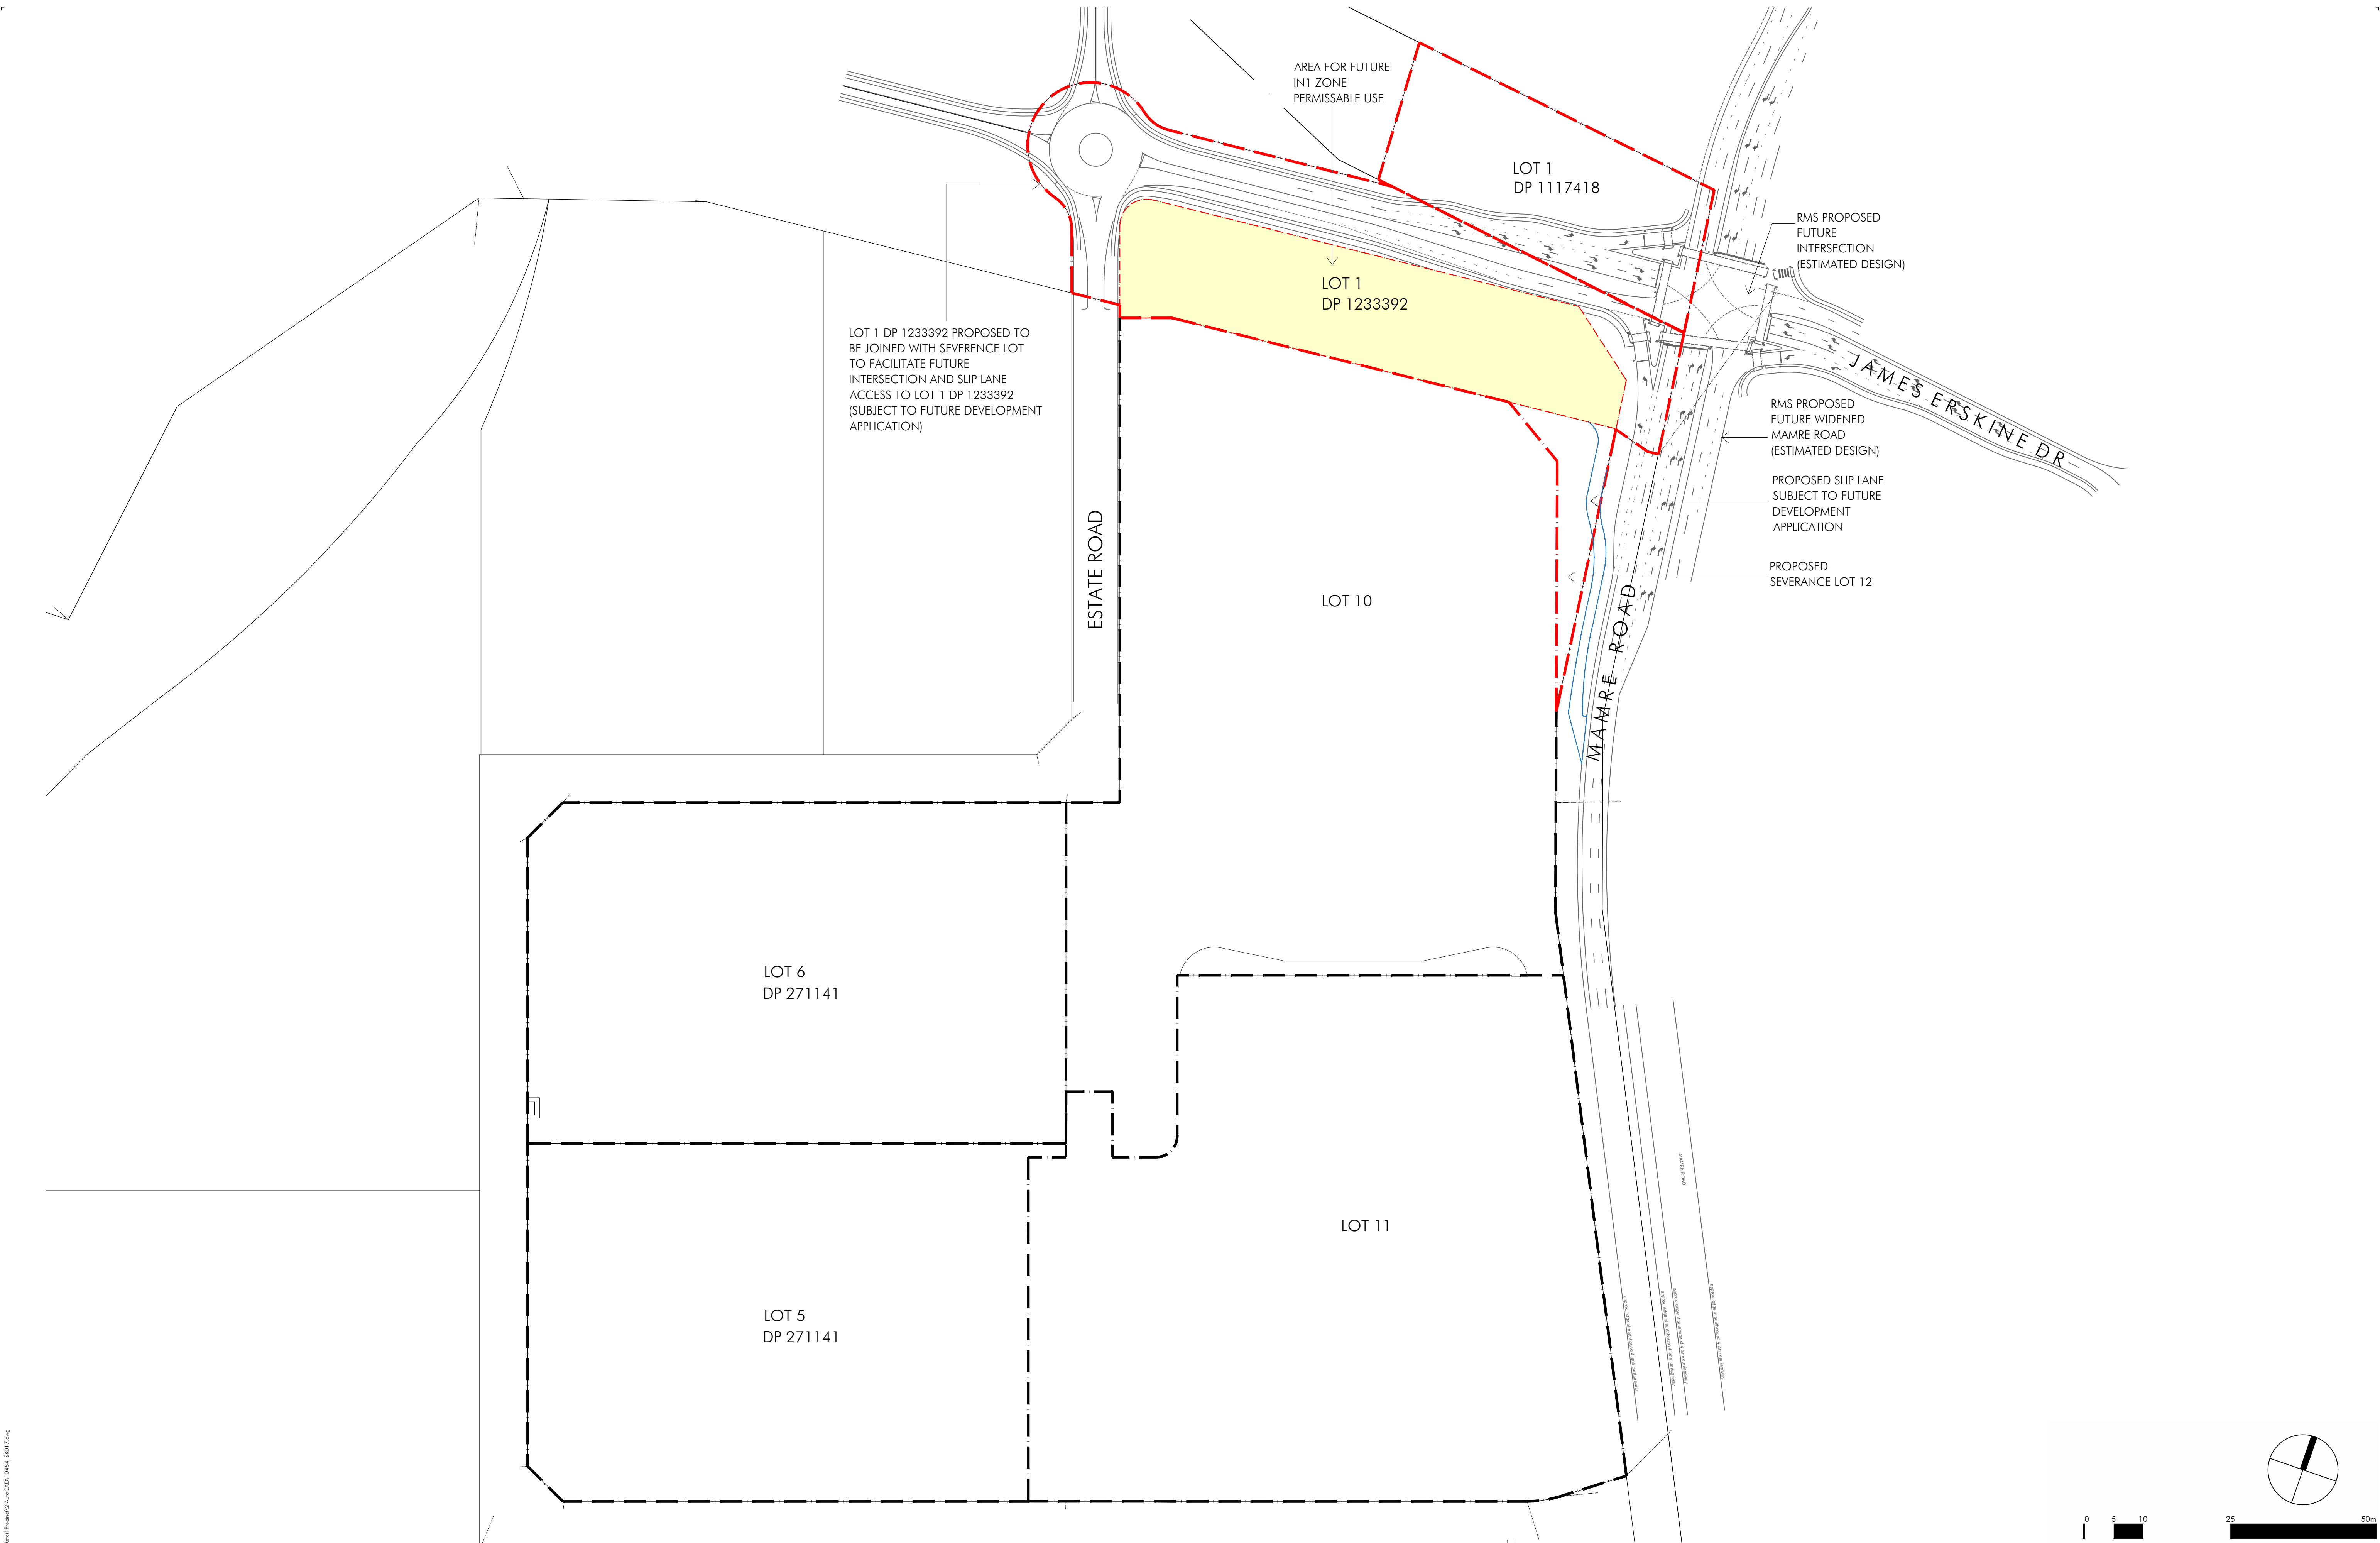 AREA FOR FUTURE
IN1 ZONE
PERMISSABLE USE
LOT 1
DP 1117418
RMS PROPOSED
FUTURE
INTERSECTION
(ESTIMATED DESIGN)
LOT 1
DP 1233392
LOT 1 DP 1233392 PROPOSED TO
BE JOINED WITH SEVERENCE LOT
TO FACILITATE FUTURE
INTERSECTION AND SLIP LANE
ACCESS TO LOT 1 DP 1233392
(SUBJECT TO FUTURE DEVELOPMENT
APPLICATION)
JAMES ERSKINE DR
RMS PROPOSED
FUTURE WIDENED
MAMRE ROAD
(ESTIMATED DESIGN)
PROPOSED SLIP LANE
SUBJECT TO FUTURE
DEVELOPMENT
APPLICATION
PROPOSED
SEVERANCE LOT 12
ESTATE ROAD
LOT 10
MAMRE ROAD
LOT 6
DP 271141
MAMRE ROAD
LOT 11
LOT 5
DP 271141
0 5 10 25 50m